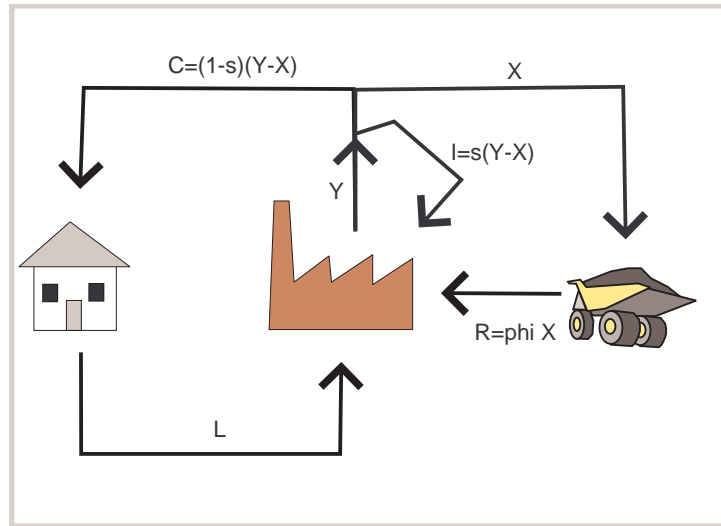 C=(1-s)(Y-X)
X
I=s(Y-X)
Y
R=phi X
L